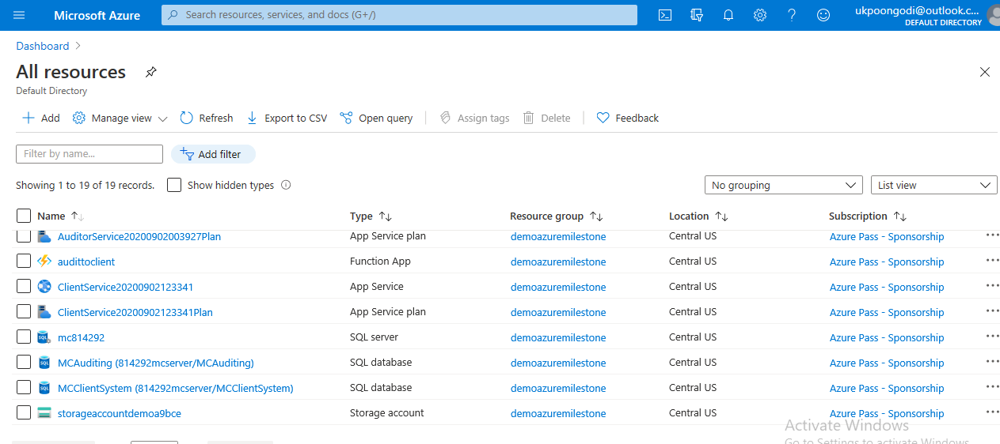 Microsoft Azure
Search resources, services, and docs (G+/)
ukpoongodi@outlook.c...
DEFAULT DIRECTORY
Dashboard >
All resources
Default Directory
Add Manage view Refresh Export to CSV Open query Assign tags Delete Feedback
Filter by name... Add filter
Showing 1 to 19 of 19 records. Show hidden types No grouping List view
Name Type Resource group Location Subscription
AuditorService20200902003927Plan App Service plan demoazuremilestone Central US Azure Pass - Sponsorship
audittoclient Function App demoazuremilestone Central US Azure Pass - Sponsorship
ClientService20200902123341 App Service demoazuremilestone Central US Azure Pass - Sponsorship
ClientService20200902123341Plan App Service plan demoazuremilestone Central US Azure Pass - Sponsorship
mc814292 SQL server demoazuremilestone Central US Azure Pass - Sponsorship
MCAuditing (814292mcserver/MCAuditing) SQL database demoazuremilestone Central US Azure Pass - Sponsorship
MCClientSystem (814292mcserver/MCClientSystem) SQL database demoazuremilestone Central US Azure Pass - Sponsorship
storageaccountdemoa9bce Storage account demoazuremilestone Central US Azure Pass - Sponsorship
Activate Windows
Go to Settings to activate Windows.